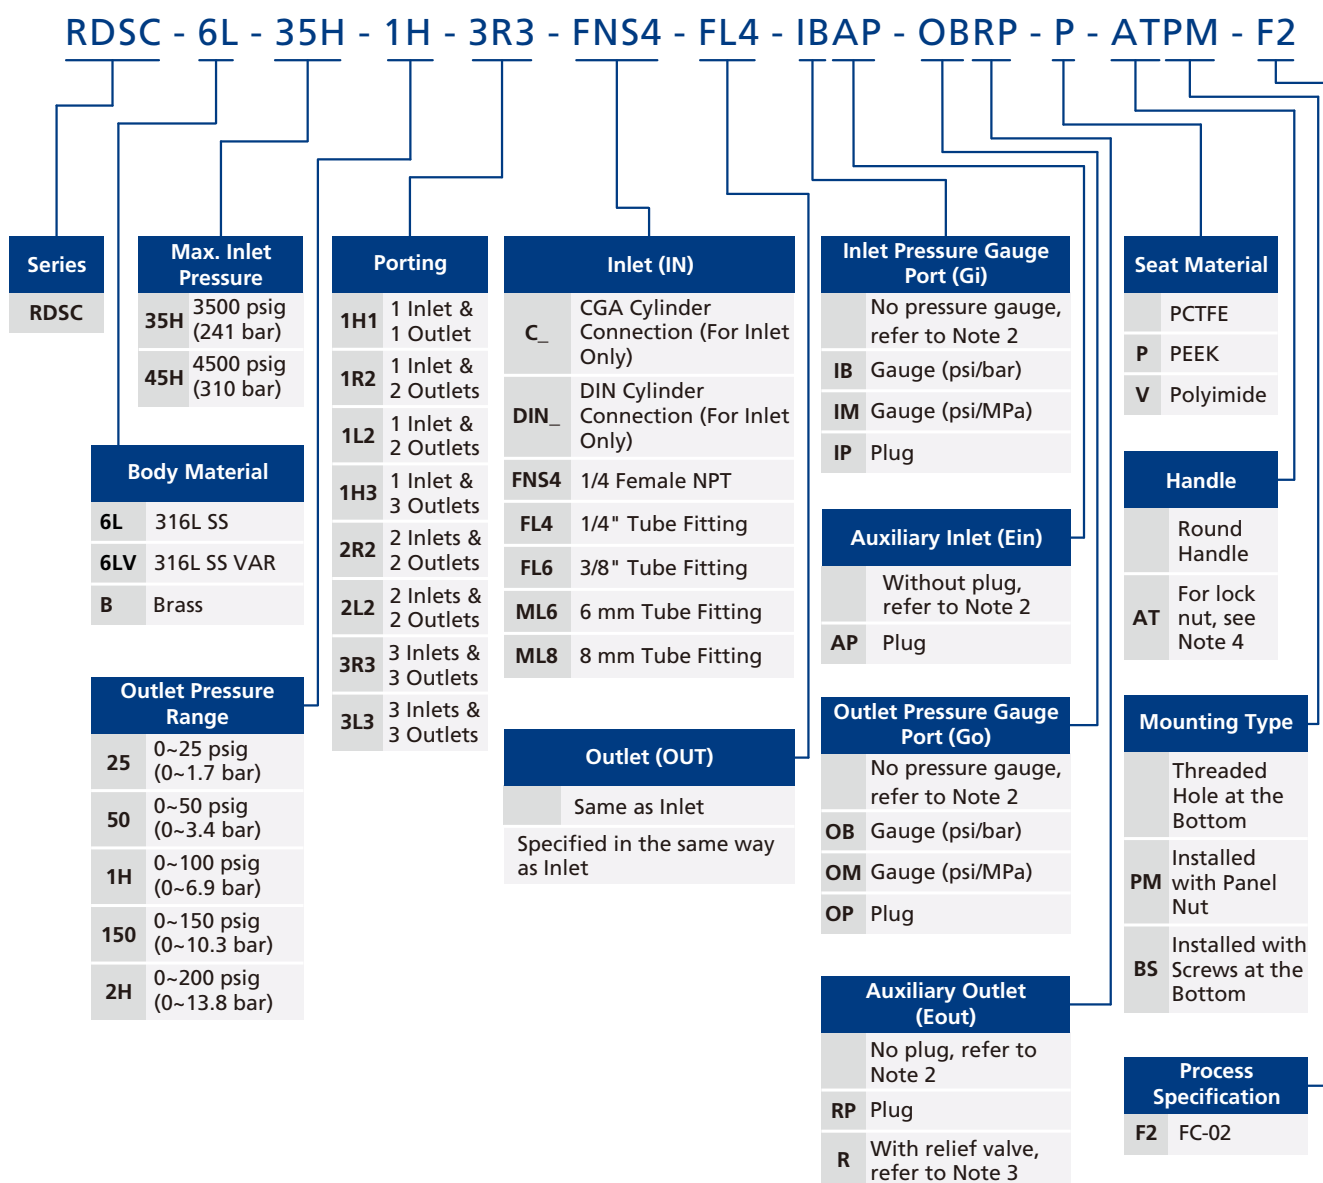 RDSC - 6L - 35H - 1H - 3R3 - FNS4 - FL4 - IBAP - OBRP - P - ATPM - F2
Series
RDSC
Max. Inlet
Pressure
35H 3500 psig
(241 bar)
45H 4500 psig
(310 bar)
Body Material
6L 316L SS
6LV 316L SS VAR
B Brass
Outlet Pressure
Range
25 0~25 psig
(0~1.7 bar)
50 0~50 psig
(0~3.4 bar)
1H 0~100 psig
(0~6.9 bar)
150 0~150 psig
(0~10.3 bar)
2H 0~200 psig
(0~13.8 bar)
Porting
1H1 1 Inlet &
1 Outlet
1R2 1 Inlet &
2 Outlets
1L2 1 Inlet &
2 Outlets
1H3 1 Inlet &
3 Outlets
2R2 2 Inlets &
2 Outlets
2L2 2 Inlets &
2 Outlets
3R3 3 Inlets &
3 Outlets
3L3 3 Inlets &
3 Outlets
Inlet (IN)
C_ CGA Cylinder
Connection (For Inlet
Only)
DIN_ DIN Cylinder
Connection (For Inlet
Only)
FNS4 1/4 Female NPT
FL4 1/4" Tube Fitting
FL6 3/8" Tube Fitting
ML6 6 mm Tube Fitting
ML8 8 mm Tube Fitting
Outlet (OUT)
Same as Inlet
Specified in the same way
as Inlet
Inlet Pressure Gauge
Port (Gi)
No pressure gauge,
refer to Note 2
IB Gauge (psi/bar)
IM Gauge (psi/MPa)
IP Plug
Auxiliary Inlet (Ein)
Without plug,
refer to Note 2
AP Plug
Outlet Pressure Gauge
Port (Go)
No pressure gauge,
refer to Note 2
OB Gauge (psi/bar)
OM Gauge (psi/MPa)
OP Plug
Auxiliary Outlet
(Eout)
No plug, refer to
Note 2
RP Plug
R With relief valve,
refer to Note 3
Seat Material
PCTFE
P PEEK
V Polyimide
Handle
Round
Handle
AT For lock
nut, see
Note 4
Mounting Type
Threaded
Hole at the
Bottom
PM Installed
with Panel
Nut
BS Installed with
Screws at the
Bottom
Process
Specification
F2 FC-02